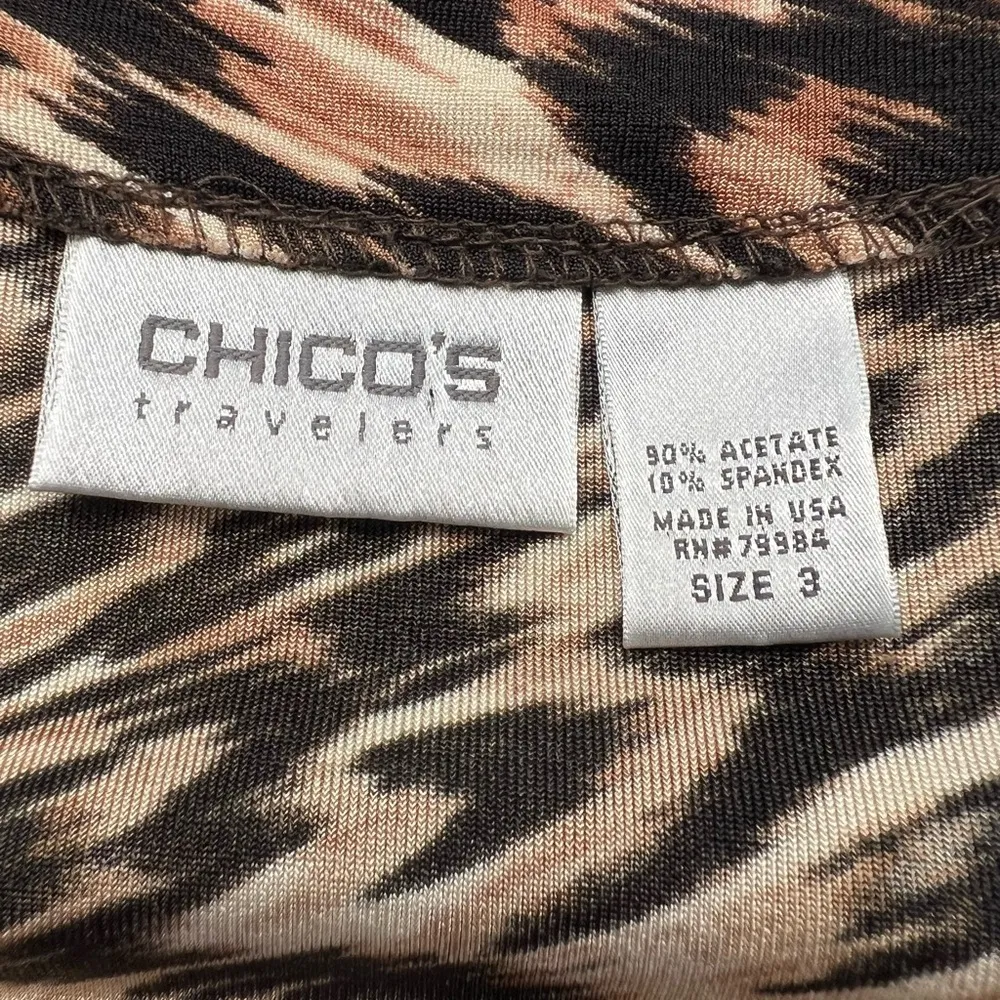 CHICO'S
travelers
90% ACETATE
10% SPANDEX
MADE IN USA
RN# 79984
SIZE 3